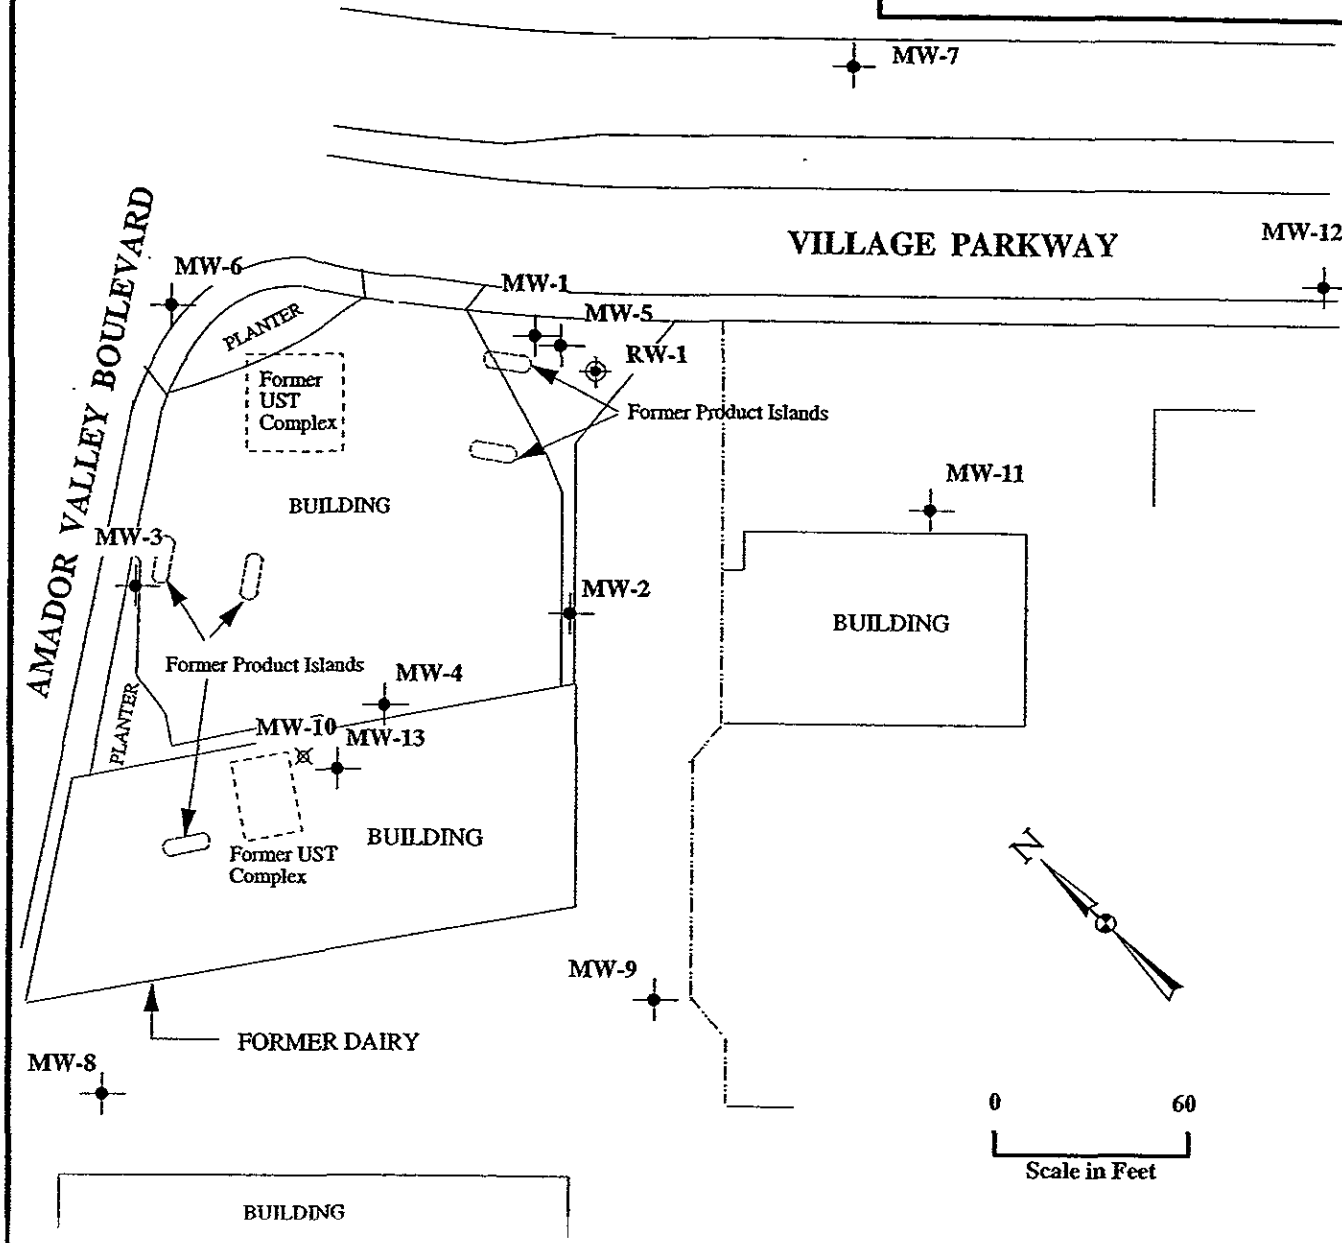 MW-7
VILLAGE PARKWAY
MW-12
AMADOR VALLEY BOULEVARD
MW-6
PLANTER
MW-1
MW-5
RW-1
Former
UST
Complex
Former Product Islands
BUILDING
MW-11
MW-3
MW-2
BUILDING
Former Product Islands
MW-4
PLANTER
MW-10
MW-13
BUILDING
Former UST
Complex
N
MW-9
FORMER DAIRY
MW-8
0 60
Scale in Feet
BUILDING